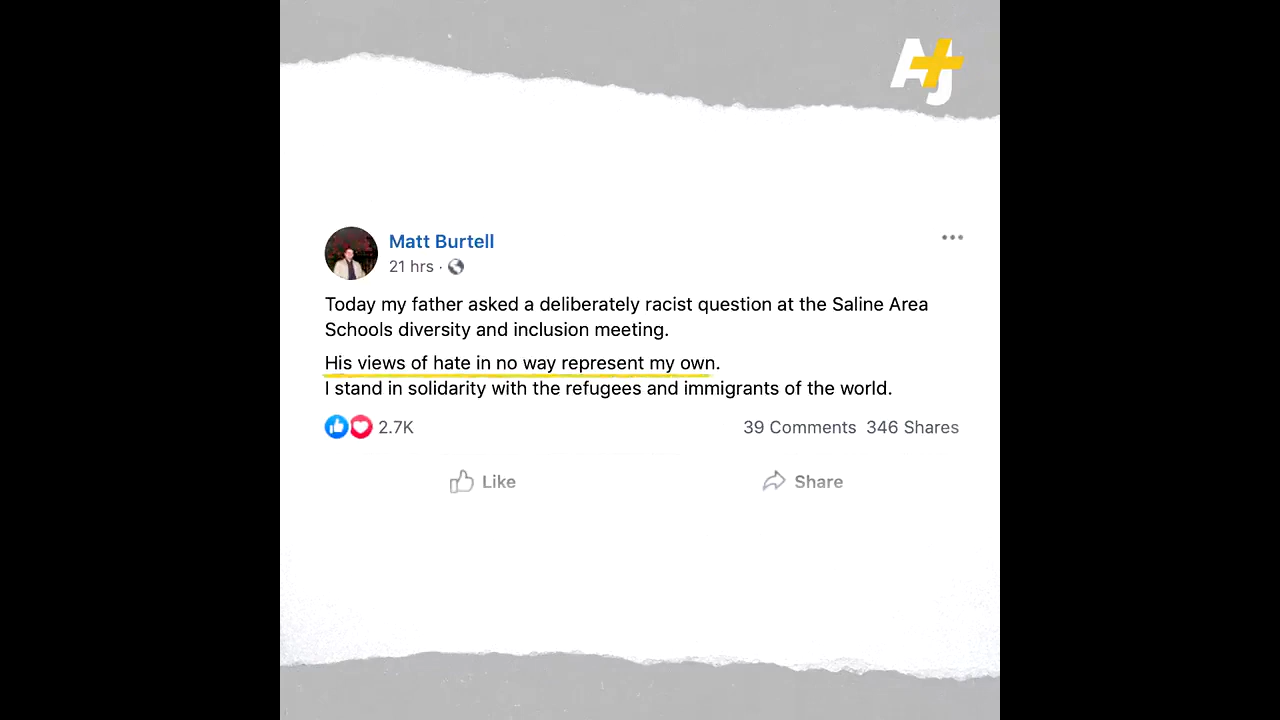 AJ+
Matt Burtell
21 hrs ·
Today my father asked a deliberately racist question at the Saline Area
Schools diversity and inclusion meeting.
His views of hate in no way represent my own.
I stand in solidarity with the refugees and immigrants of the world.
2.7K 39 Comments 346 Shares
Like Share